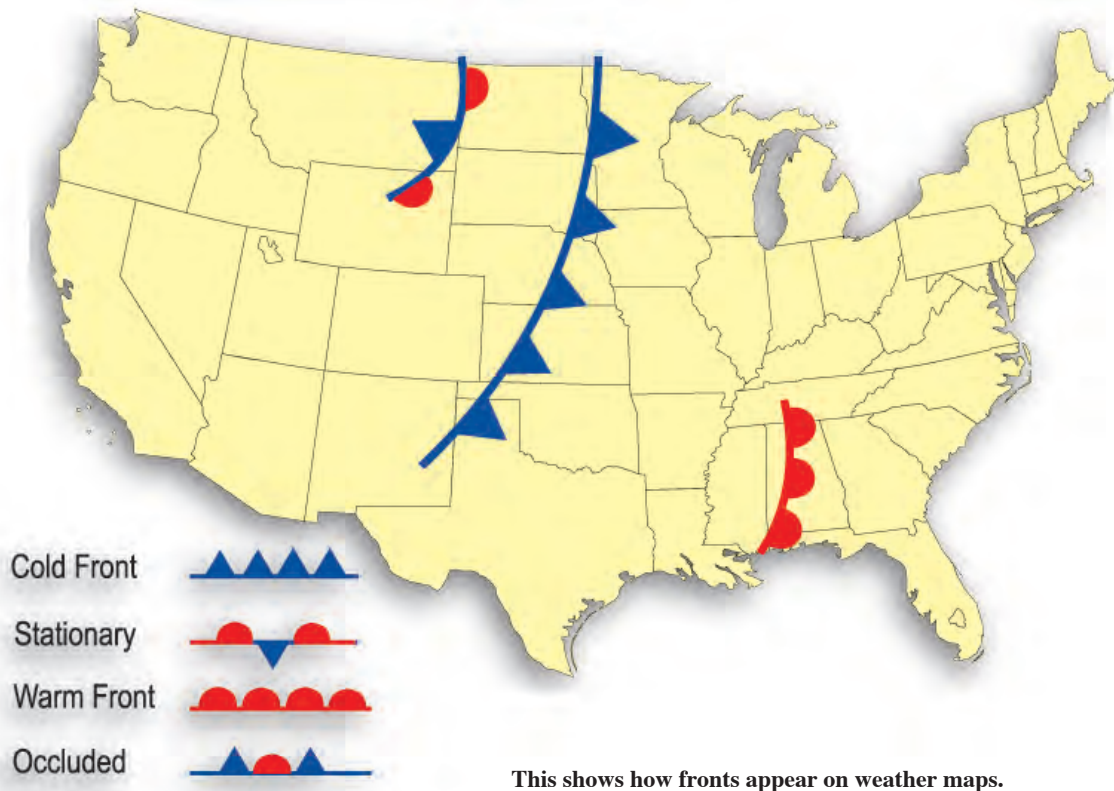 Cold Front
Stationary
Warm Front
Occluded
This shows how fronts appear on weather maps.